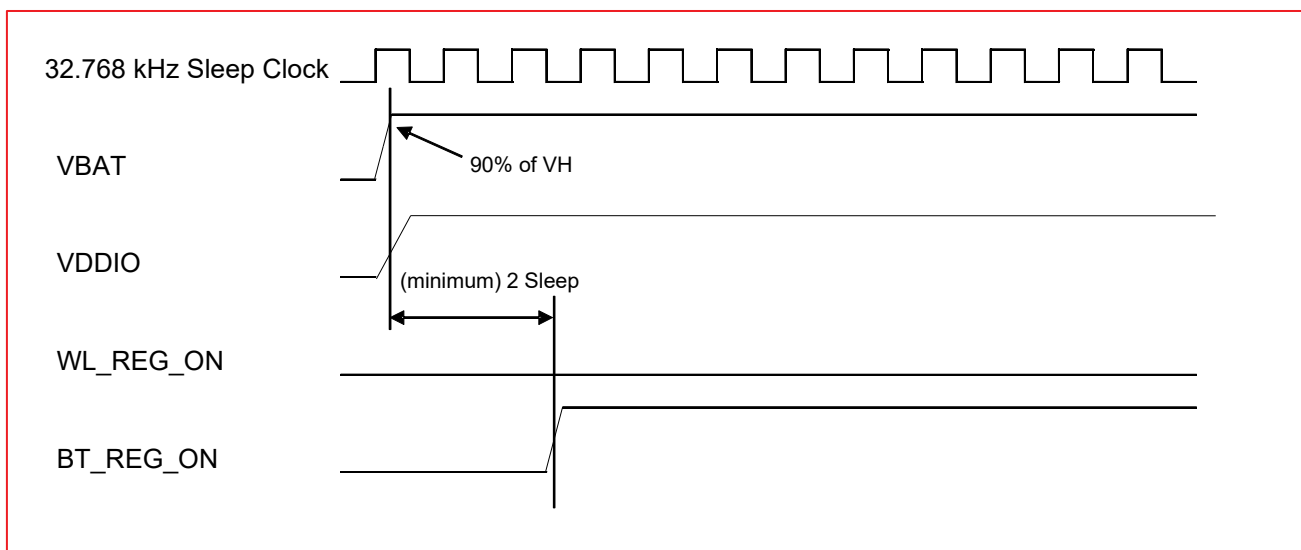 32.768 kHz Sleep Clock
90% of VH
VBAT
VDDIO
(minimum) 2 Sleep
WL_REG_ON
BT_REG_ON